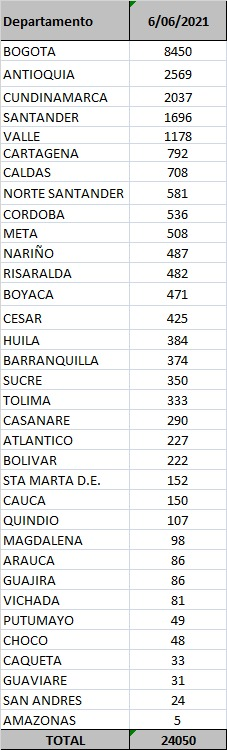 Departamento 6/06/2021
BOGOTA 8450
ANTIOQUIA 2569
CUNDINAMARCA 2037
SANTANDER 1696
VALLE 1178
CARTAGENA 792
CALDAS 708
NORTE SANTANDER 581
CORDOBA 536
META 508
NARIÑO 487
RISARALDA 482
BOYACA 471
CESAR 425
HUILA 384
BARRANQUILLA 374
SUCRE 350
TOLIMA 333
CASANARE 290
ATLANTICO 227
BOLIVAR 222
STA MARTA D.E. 152
CAUCA 150
QUINDIO 107
MAGDALENA 98
ARAUCA 86
GUAJIRA 86
VICHADA 81
PUTUMAYO 49
CHOCO 48
CAQUETA 33
GUAVIARE 31
SAN ANDRES 24
AMAZONAS 5
TOTAL 24050